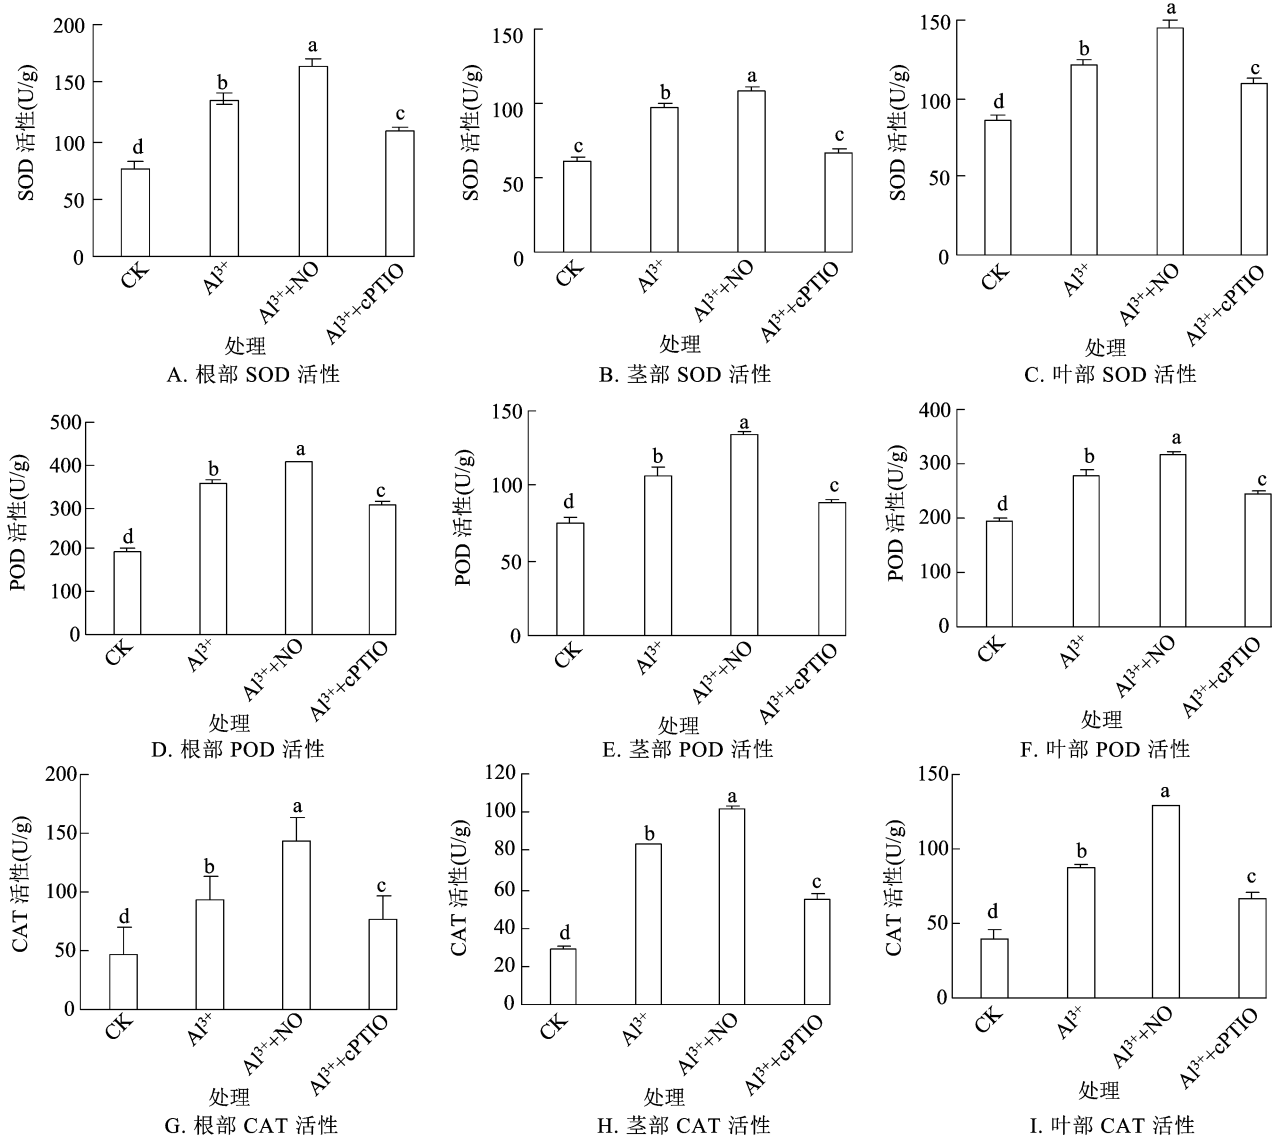 SOD 活性(U/g)
200
150
100
50
0
d
b
a
c
CK
Al³⁺
Al³⁺+NO
Al³⁺+cPTIO
处理
A. 根部 SOD 活性
SOD 活性(U/g)
150
100
50
0
c
b
a
c
CK
Al³⁺
Al³⁺+NO
Al³⁺+cPTIO
处理
B. 茎部 SOD 活性
SOD 活性(U/g)
150
100
50
0
d
b
a
c
CK
Al³⁺
Al³⁺+NO
Al³⁺+cPTIO
处理
C. 叶部 SOD 活性
POD 活性(U/g)
500
400
300
200
100
0
d
b
a
c
CK
Al³⁺
Al³⁺+NO
Al³⁺+cPTIO
处理
D. 根部 POD 活性
POD 活性(U/g)
150
100
50
0
d
b
a
c
CK
Al³⁺
Al³⁺+NO
Al³⁺+cPTIO
处理
E. 茎部 POD 活性
POD 活性(U/g)
400
300
200
100
0
d
b
a
c
CK
Al³⁺
Al³⁺+NO
Al³⁺+cPTIO
处理
F. 叶部 POD 活性
CAT 活性(U/g)
200
150
100
50
0
d
b
a
c
CK
Al³⁺
Al³⁺+NO
Al³⁺+cPTIO
处理
G. 根部 CAT 活性
CAT 活性(U/g)
120
100
80
60
40
20
0
d
b
a
c
CK
Al³⁺
Al³⁺+NO
Al³⁺+cPTIO
处理
H. 茎部 CAT 活性
CAT 活性(U/g)
150
100
50
0
d
b
a
c
CK
Al³⁺
Al³⁺+NO
Al³⁺+cPTIO
处理
I. 叶部 CAT 活性